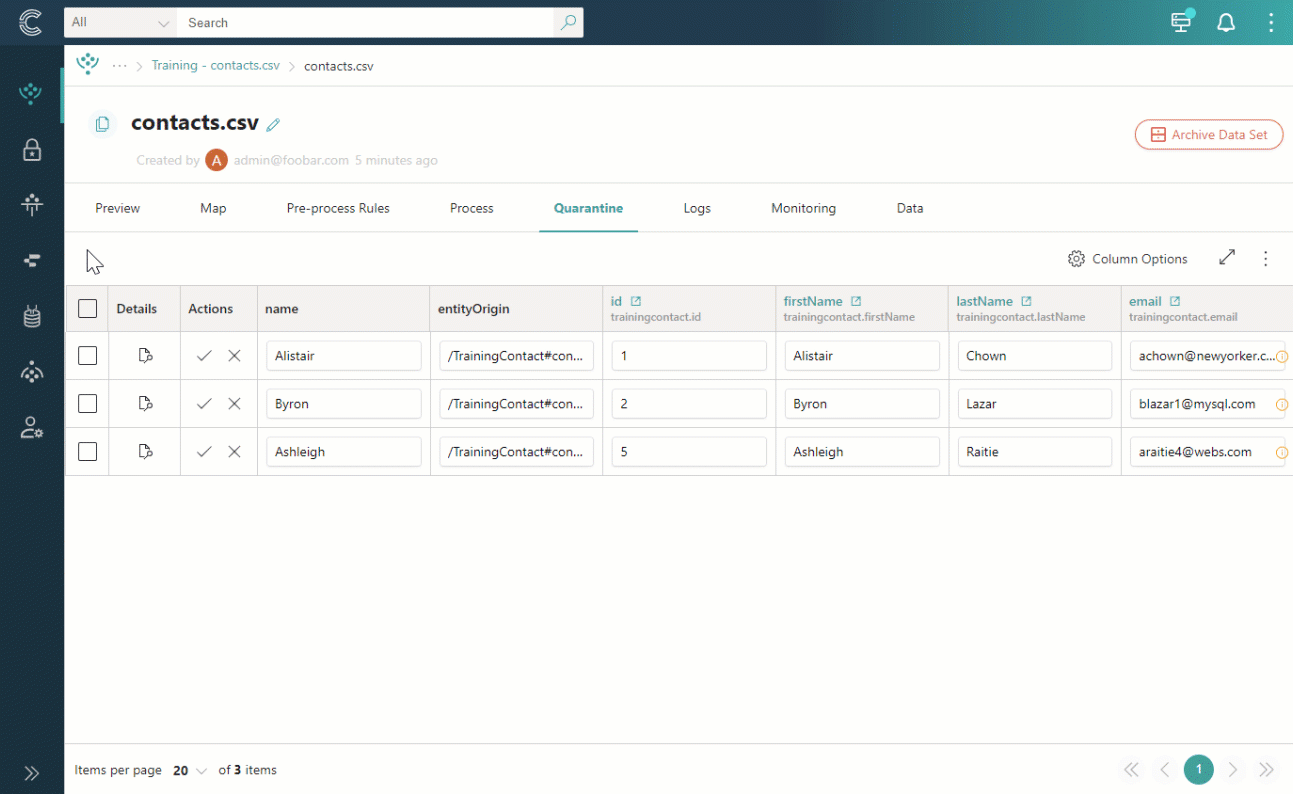 All Search
··· > Training - contacts.csv > contacts.csv
contacts.csv
Created by A admin@foobar.com 5 minutes ago
Archive Data Set
Preview Map Pre-process Rules Process Quarantine Logs Monitoring Data
Column Options
Details Actions name entityOrigin id firstName lastName email
trainingcontact.id trainingcontact.firstName trainingcontact.lastName trainingcontact.email
Alistair /TrainingContact#con... 1 Alistair Chown achown@newyorker.c...
Byron /TrainingContact#con... 2 Byron Lazar blazar1@mysql.com
Ashleigh /TrainingContact#con... 5 Ashleigh Raitie araitie4@webs.com
Items per page 20 of 3 items 1